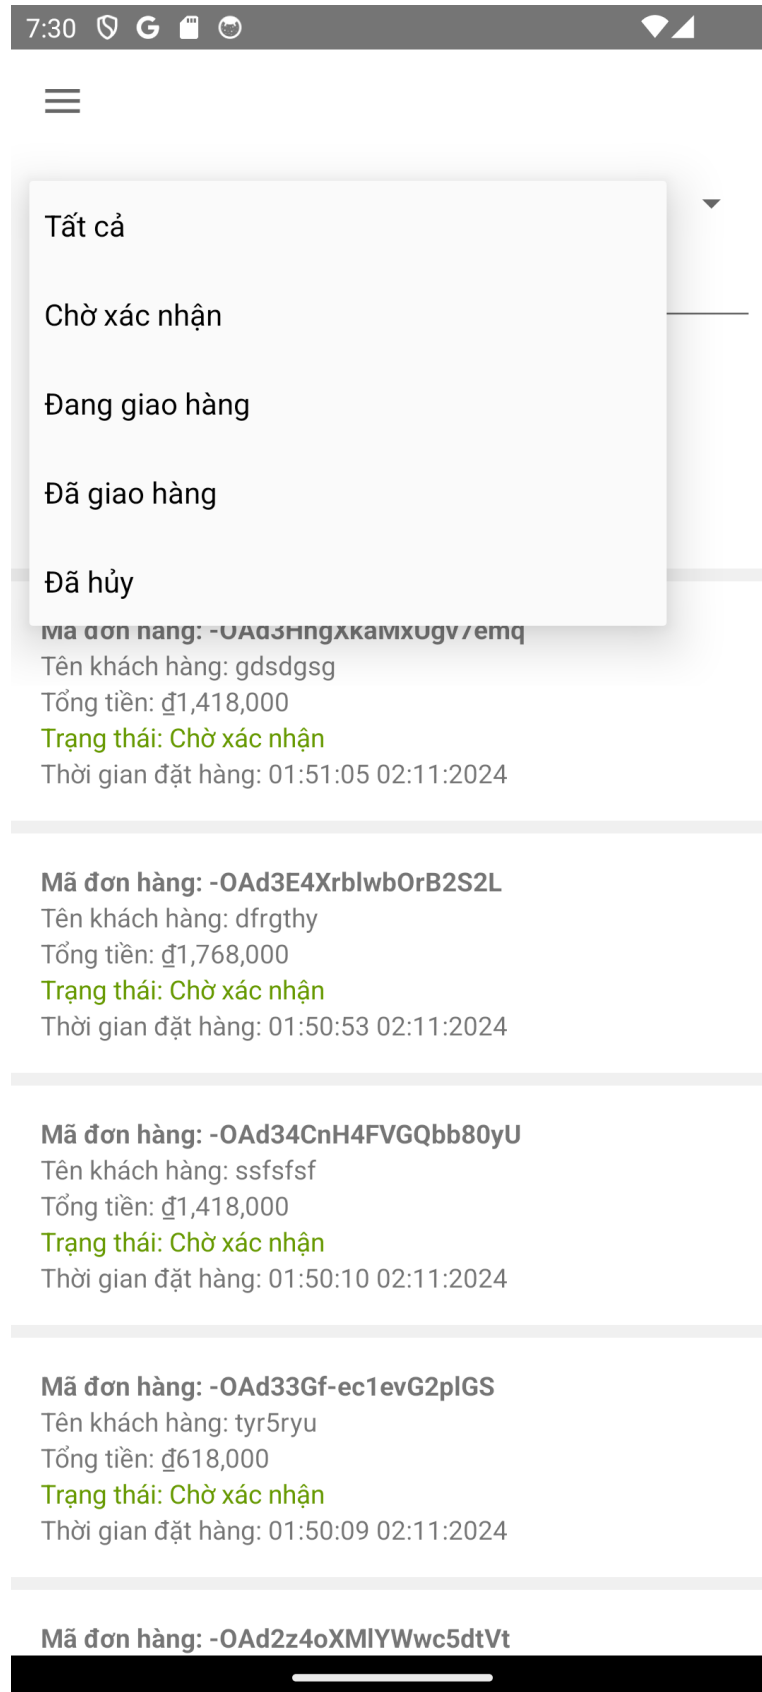 7:30
Tất cả
Chờ xác nhận
Đang giao hàng
Đã giao hàng
Đã hủy
Mã đơn hàng: -OAd3HngXkaMxUgv7emq
Tên khách hàng: gdsdgsg
Tổng tiền: ₫1,418,000
Trạng thái: Chờ xác nhận
Thời gian đặt hàng: 01:51:05 02:11:2024
Mã đơn hàng: -OAd3E4XrblwbOrB2S2L
Tên khách hàng: dfrgthy
Tổng tiền: ₫1,768,000
Trạng thái: Chờ xác nhận
Thời gian đặt hàng: 01:50:53 02:11:2024
Mã đơn hàng: -OAd34CnH4FVGQbb80yU
Tên khách hàng: ssfsfsf
Tổng tiền: ₫1,418,000
Trạng thái: Chờ xác nhận
Thời gian đặt hàng: 01:50:10 02:11:2024
Mã đơn hàng: -OAd33Gf-ec1evG2plGS
Tên khách hàng: tyr5ryu
Tổng tiền: ₫618,000
Trạng thái: Chờ xác nhận
Thời gian đặt hàng: 01:50:09 02:11:2024
Mã đơn hàng: -OAd2z4oXMlYWwc5dtVt